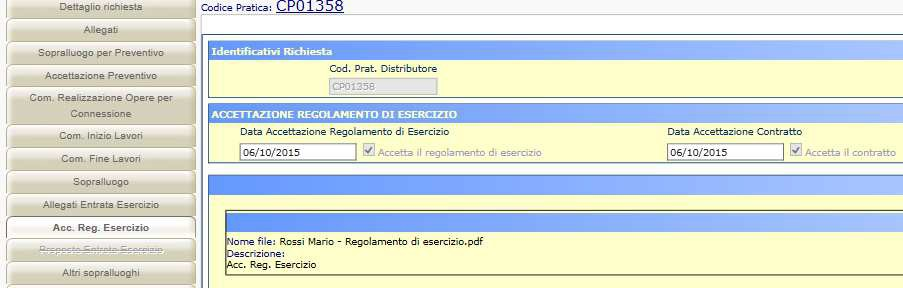 Dettaglio richiesta
Allegati
Sopralluogo per Preventivo
Accettazione Preventivo
Com. Realizzazione Opere per
Connessione
Com. Inizio Lavori
Com. Fine Lavori
Sopralluogo
Allegati Entrata Esercizio
Acc. Reg. Esercizio
Proposta Entrata Esercizio
Altri sopralluoghi
Codice Pratica: CP01358
Identificativi Richiesta
Cod. Prat. Distributore
CP01358
ACCETTAZIONE REGOLAMENTO DI ESERCIZIO
Data Accettazione Regolamento di Esercizio Data Accettazione Contratto
06/10/2015 Accetta il regolamento di esercizio 06/10/2015 Accetta il contratto
Nome file: Rossi Mario - Regolamento di esercizio.pdf
Descrizione:
Acc. Reg. Esercizio